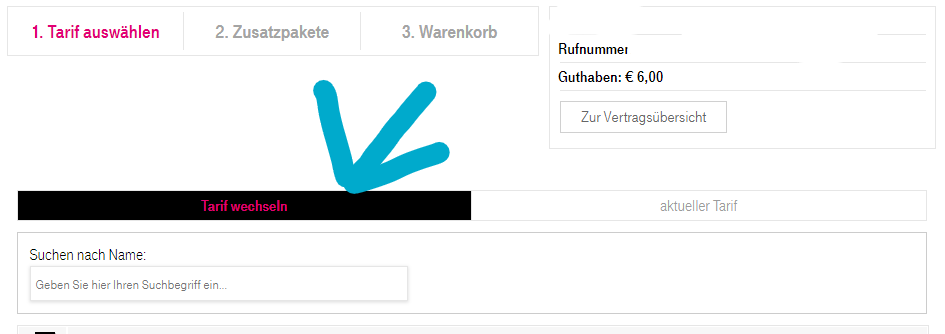 1. Tarif auswählen
2. Zusatzpakete
3. Warenkorb
Rufnummer
Guthaben: € 6,00
Zur Vertragsübersicht
Tarif wechseln
aktueller Tarif
Suchen nach Name:
Geben Sie hier Ihren Suchbegriff ein...